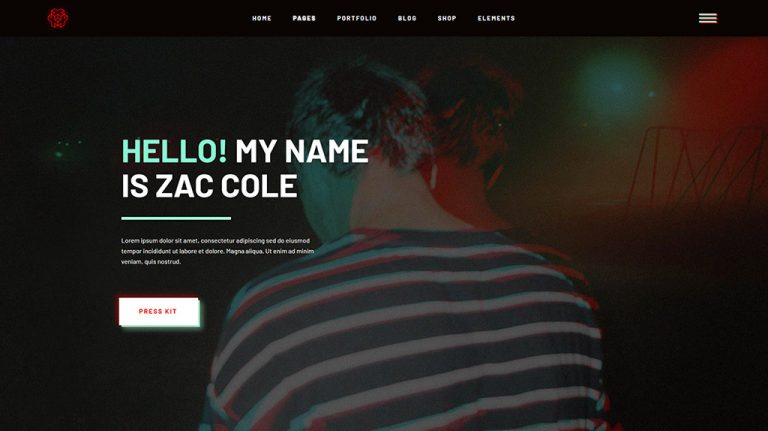 HOME PAGES PORTFOLIO BLOG SHOP ELEMENTS
HELLO! MY NAME
IS ZAC COLE
Lorem ipsum dolor sit amet, consectetur adipiscing sed do eiusmod
tempor incididunt ut labore et dolore. Magna aliqua. Ut enim ad minim
veniam, quis nostrud.
PRESS KIT